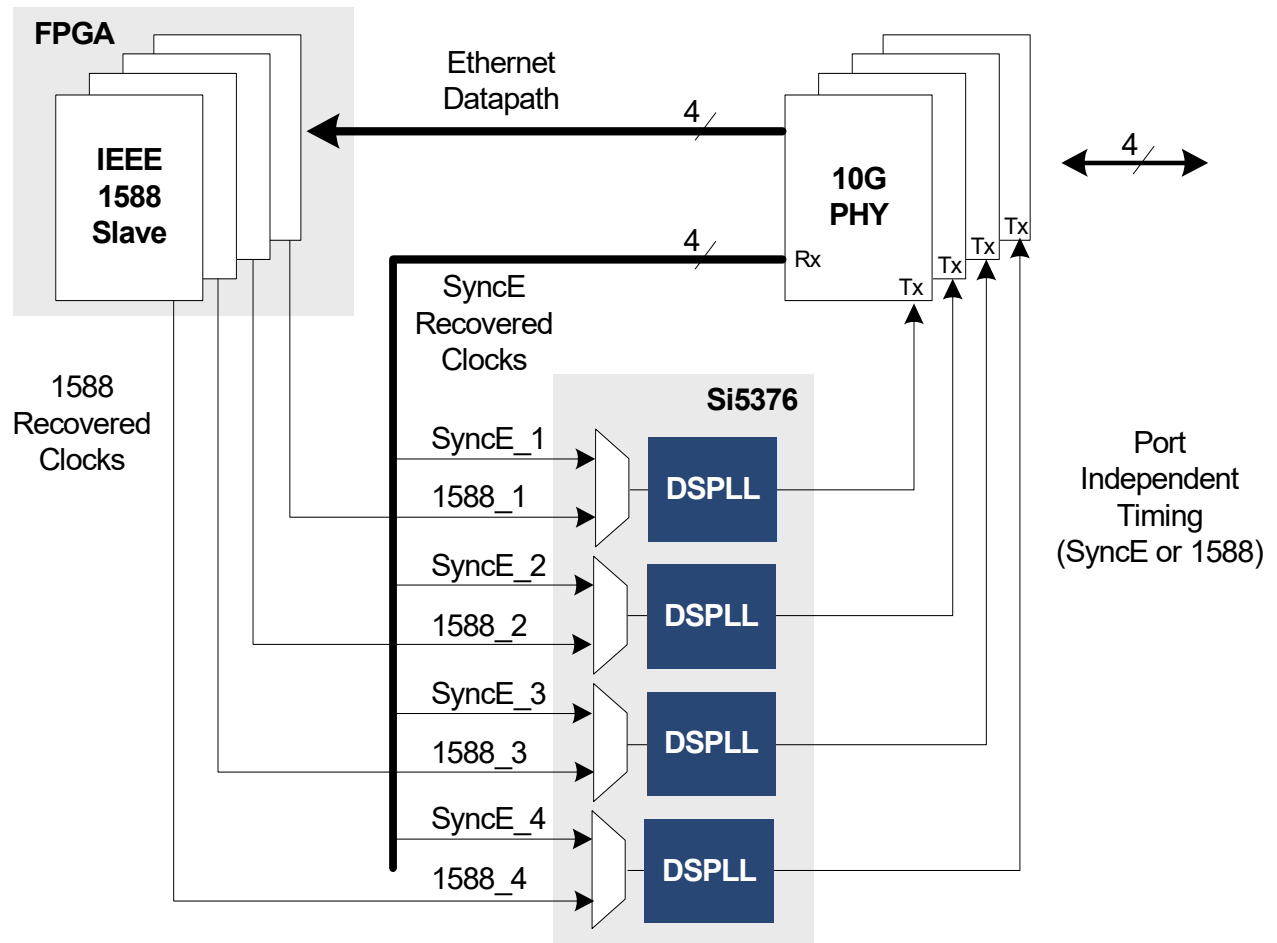 FPGA
IEEE
1588
Slave
Ethernet
Datapath
4
10G
PHY
Rx
Tx
Tx
Tx
Tx
4
4
SyncE
Recovered
Clocks
1588
Recovered
Clocks
Si5376
SyncE_1
1588_1
DSPLL
SyncE_2
1588_2
DSPLL
SyncE_3
1588_3
DSPLL
SyncE_4
1588_4
DSPLL
Port
Independent
Timing
(SyncE or 1588)